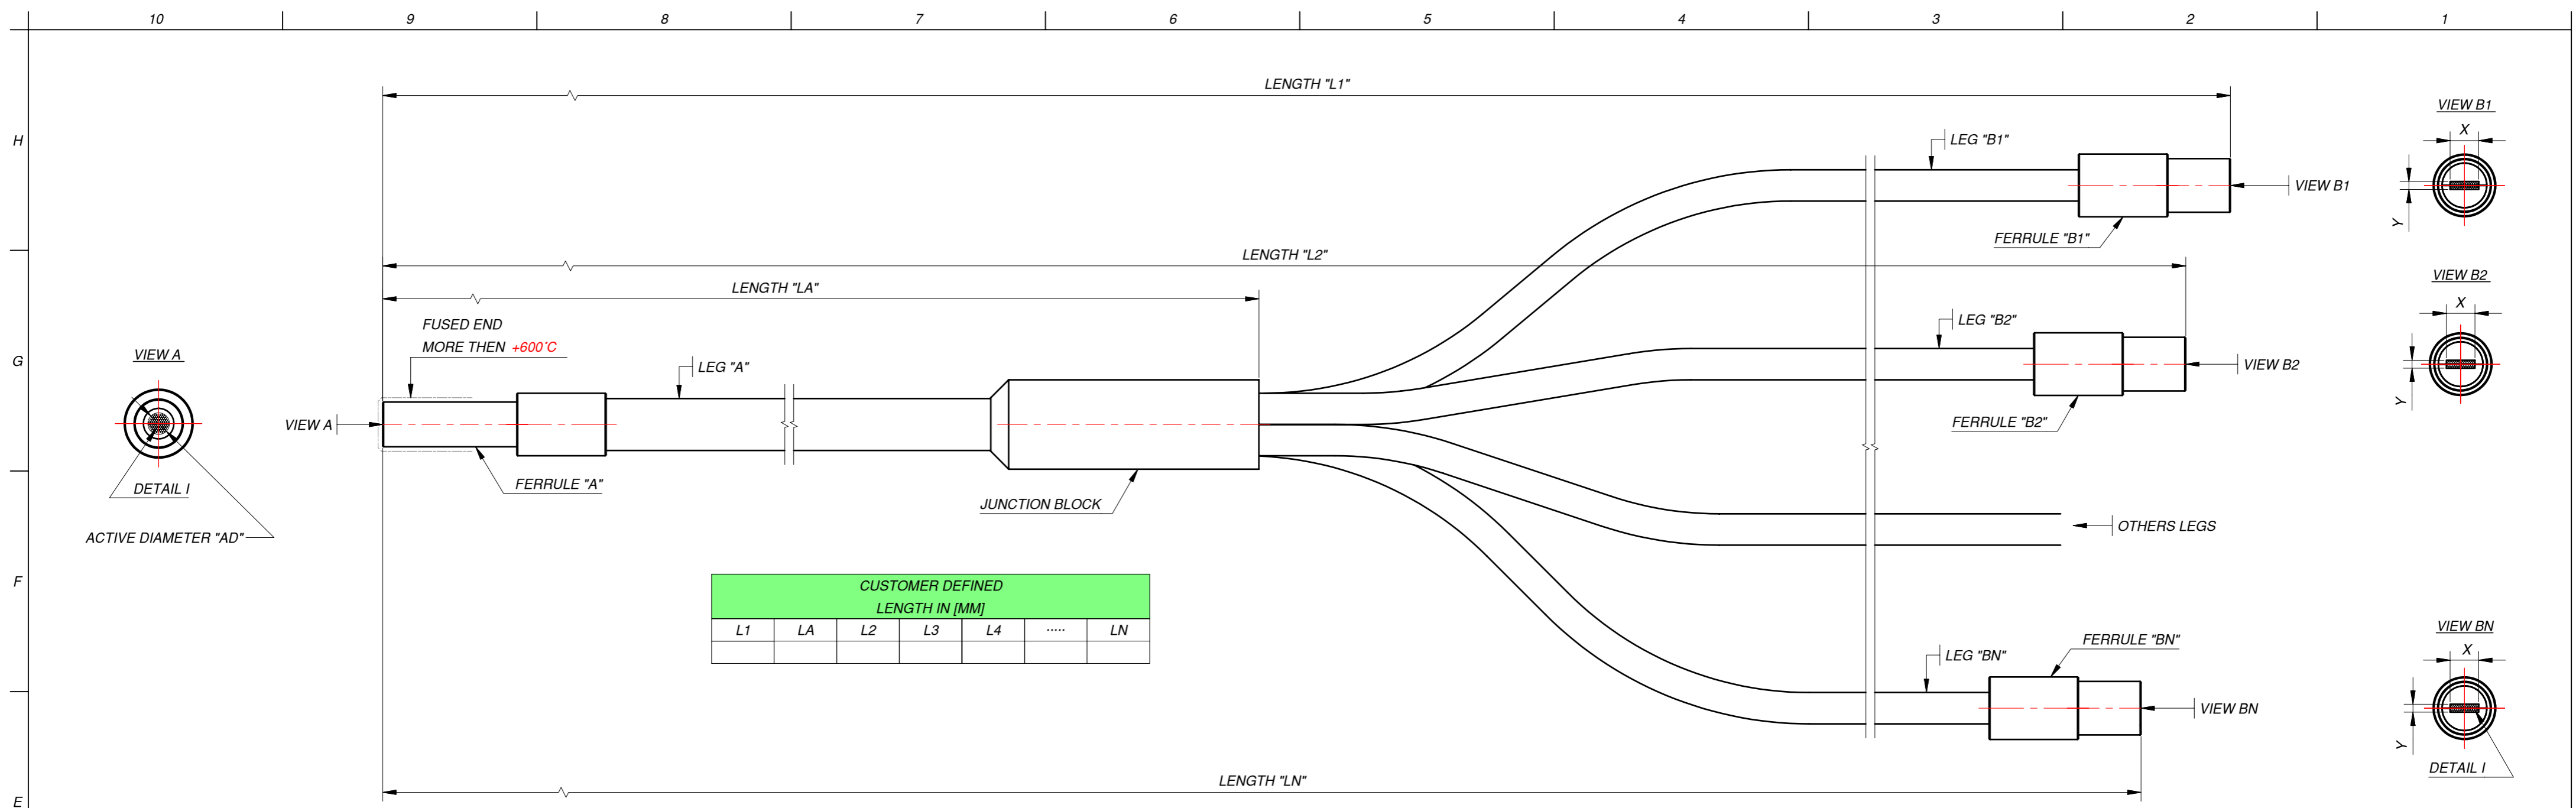 10 9 8 7 6 5 4 3 2 1
H
G
F
E
LENGTH "L1"
LEG "B1"
VIEW B1
FERRULE "B1"
VIEW B1
X
Y
LENGTH "L2"
LENGTH "LA"
FUSED END
MORE THEN +600°C
LEG "A"
VIEW A
VIEW A
DETAIL I
ACTIVE DIAMETER "AD"
FERRULE "A"
JUNCTION BLOCK
LEG "B2"
VIEW B2
FERRULE "B2"
VIEW B2
X
Y
OTHERS LEGS
CUSTOMER DEFINED
LENGTH IN [MM]
L1 LA L2 L3 L4 ..... LN
LEG "BN"
FERRULE "BN"
VIEW BN
VIEW BN
X
Y
DETAIL I
LENGTH "LN"